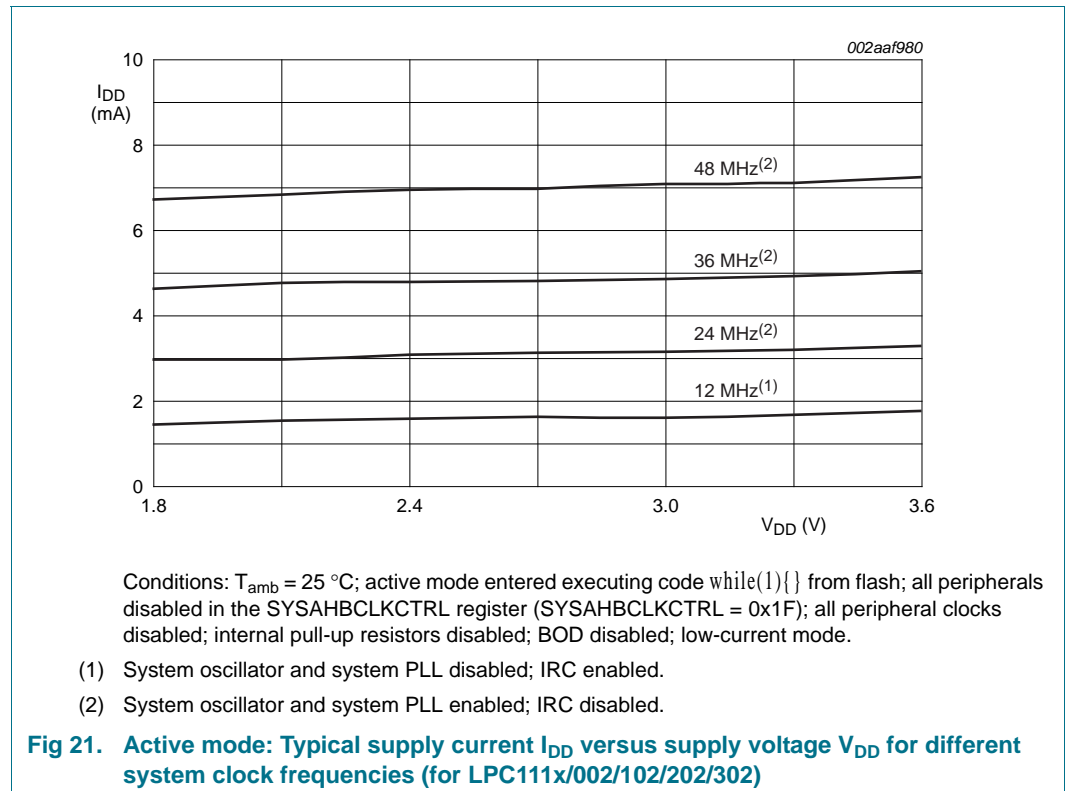 002aaf980
10
I_DD
(mA)
8
48 MHz(2)
6
36 MHz(2)
4
24 MHz(2)
2
12 MHz(1)
0
1.8 2.4 3.0 3.6
V_DD (V)
Conditions: T_amb = 25 °C; active mode entered executing code while(1){} from flash; all peripherals
disabled in the SYSAHBCLKCTRL register (SYSAHBCLKCTRL = 0x1F); all peripheral clocks
disabled; internal pull-up resistors disabled; BOD disabled; low-current mode.
(1) System oscillator and system PLL disabled; IRC enabled.
(2) System oscillator and system PLL enabled; IRC disabled.
Fig 21. Active mode: Typical supply current I_DD versus supply voltage V_DD for different
system clock frequencies (for LPC111x/002/102/202/302)